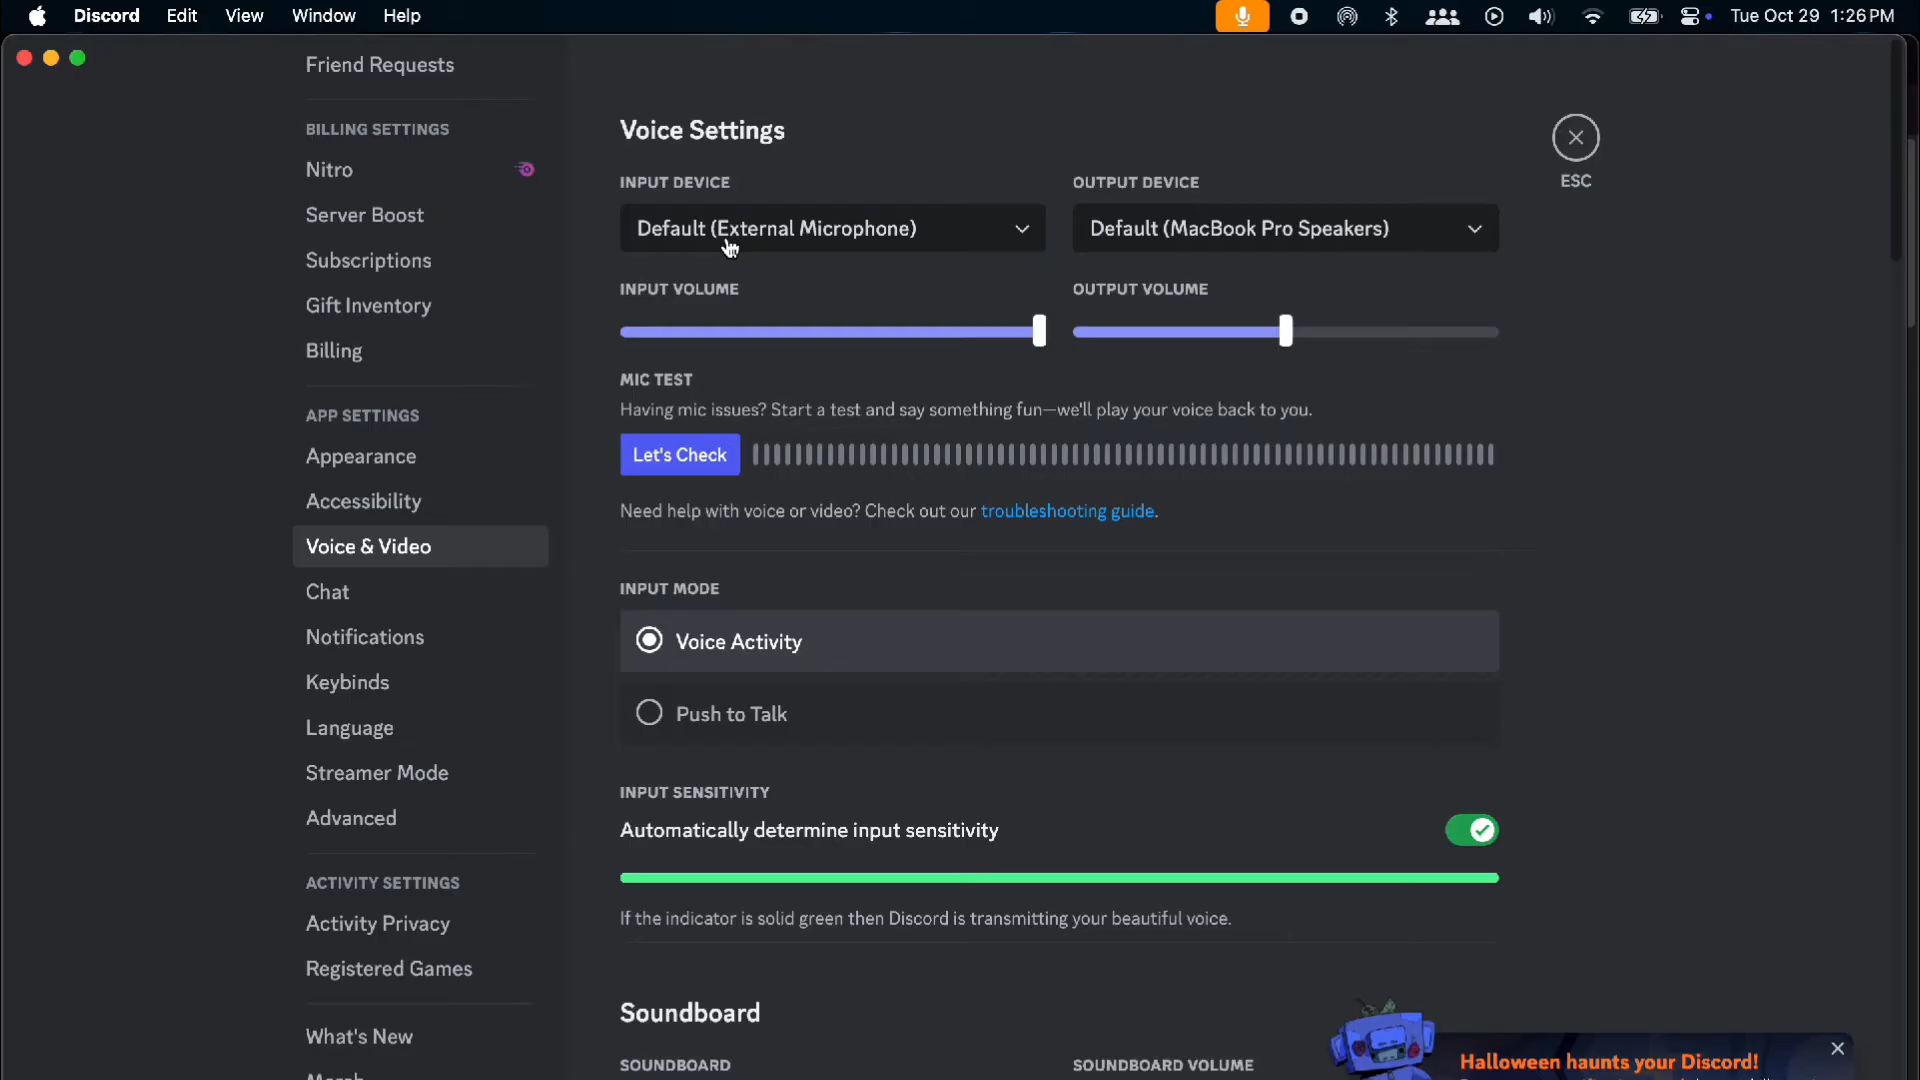 Discord Edit View Window Help Tue Oct 29 1:26 PM
Friend Requests
BILLING SETTINGS
Nitro
Server Boost
Subscriptions
Gift Inventory
Billing
APP SETTINGS
Appearance
Accessibility
Voice & Video
Chat
Notifications
Keybinds
Language
Streamer Mode
Advanced
ACTIVITY SETTINGS
Activity Privacy
Registered Games
What's New
Merch
Voice Settings
ESC
INPUT DEVICE
Default (External Microphone)
OUTPUT DEVICE
Default (MacBook Pro Speakers)
INPUT VOLUME
OUTPUT VOLUME
MIC TEST
Having mic issues? Start a test and say something fun—we'll play your voice back to you.
Let's Check
Need help with voice or video? Check out our troubleshooting guide.
INPUT MODE
Voice Activity
Push to Talk
INPUT SENSITIVITY
Automatically determine input sensitivity
If the indicator is solid green then Discord is transmitting your beautiful voice.
Soundboard
SOUNDBOARD
SOUNDBOARD VOLUME
Halloween haunts your Discord!